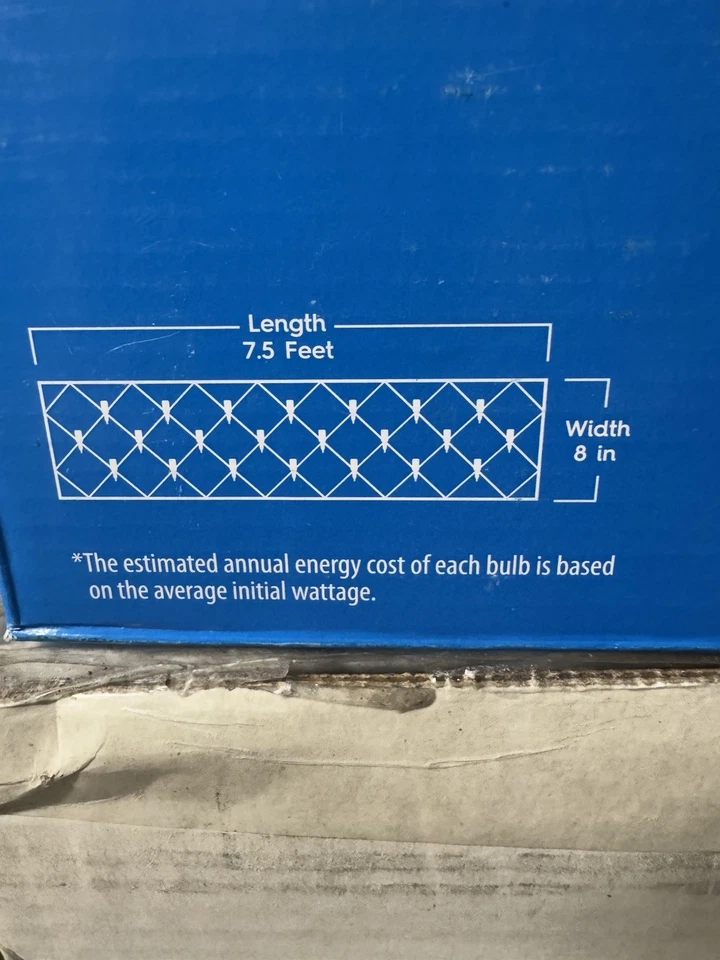 Length
7.5 Feet
Width
8 in
*The estimated annual energy cost of each bulb is based
on the average initial wattage.